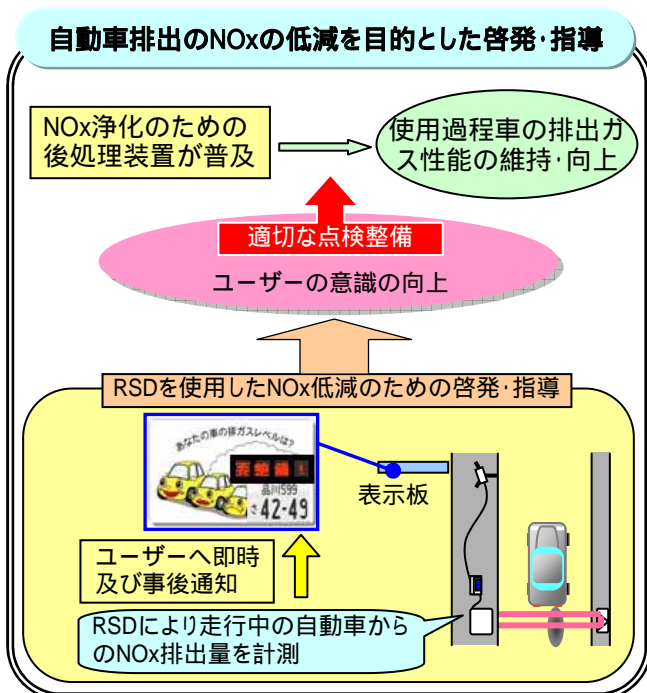 自動車排出のNOxの低減を目的とした啓発･指導
NOx浄化のための
後処理装置が普及
使用過程車の排出ガ
ス性能の維持･向上
適切な点検整備
ユーザーの意識の向上
RSDを使用したNOx低減のための啓発･指導
あなたの車の排ガスレベルは?
要整備!
品川599
さ 42-49
表示板
ユーザーへ即時
及び事後通知
RSDにより走行中の自動車から
のNOx排出量を計測